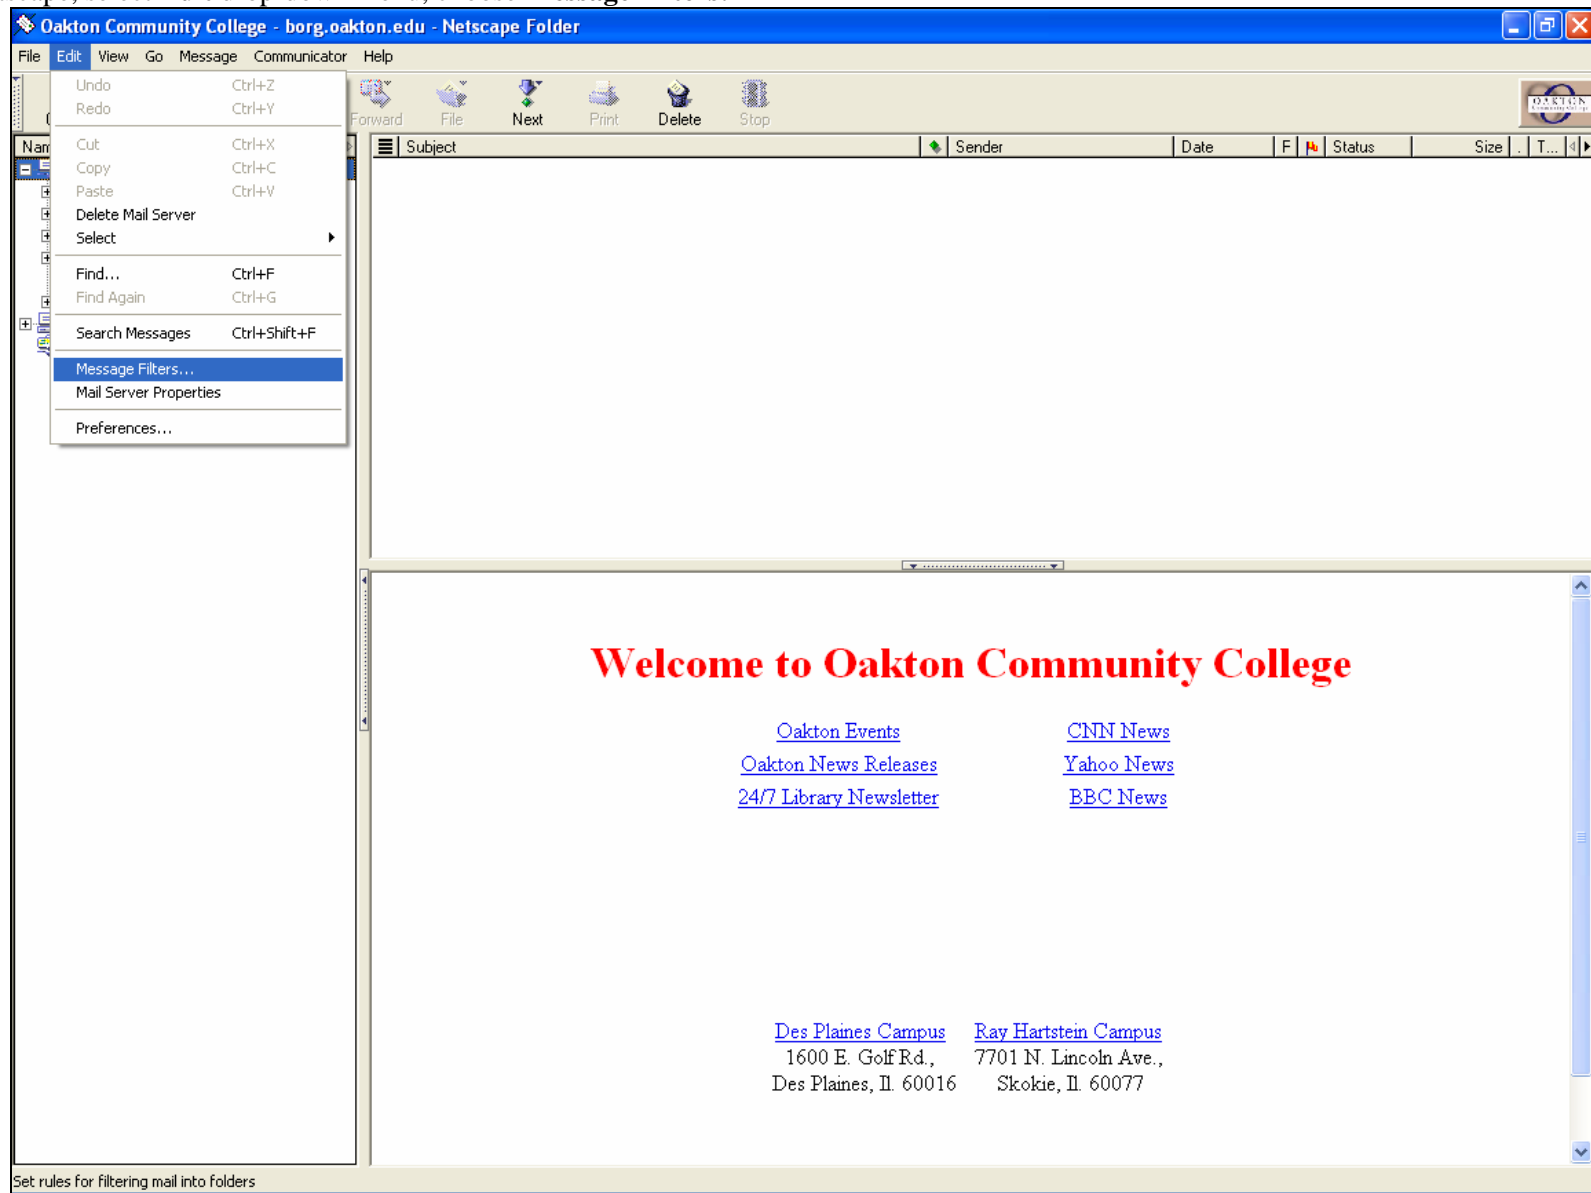 Oakton Community College - borg.oakton.edu - Netscape Folder
File Edit View Go Message Communicator Help
Undo Ctrl+Z
Redo Ctrl+Y
Forward File Next Print Delete Stop
OAKTON
Cut Ctrl+X
Subject Sender Date F Status Size . T...
Copy Ctrl+C
Paste Ctrl+V
Delete Mail Server
Select
Find... Ctrl+F
Find Again Ctrl+G
Search Messages Ctrl+Shift+F
Message Filters...
Mail Server Properties
Preferences...
Welcome to Oakton Community College
Oakton Events CNN News
Oakton News Releases Yahoo News
24/7 Library Newsletter BBC News
Des Plaines Campus Ray Hartstein Campus
1600 E. Golf Rd., 7701 N. Lincoln Ave.,
Des Plaines, Il. 60016 Skokie, Il. 60077
Set rules for filtering mail into folders